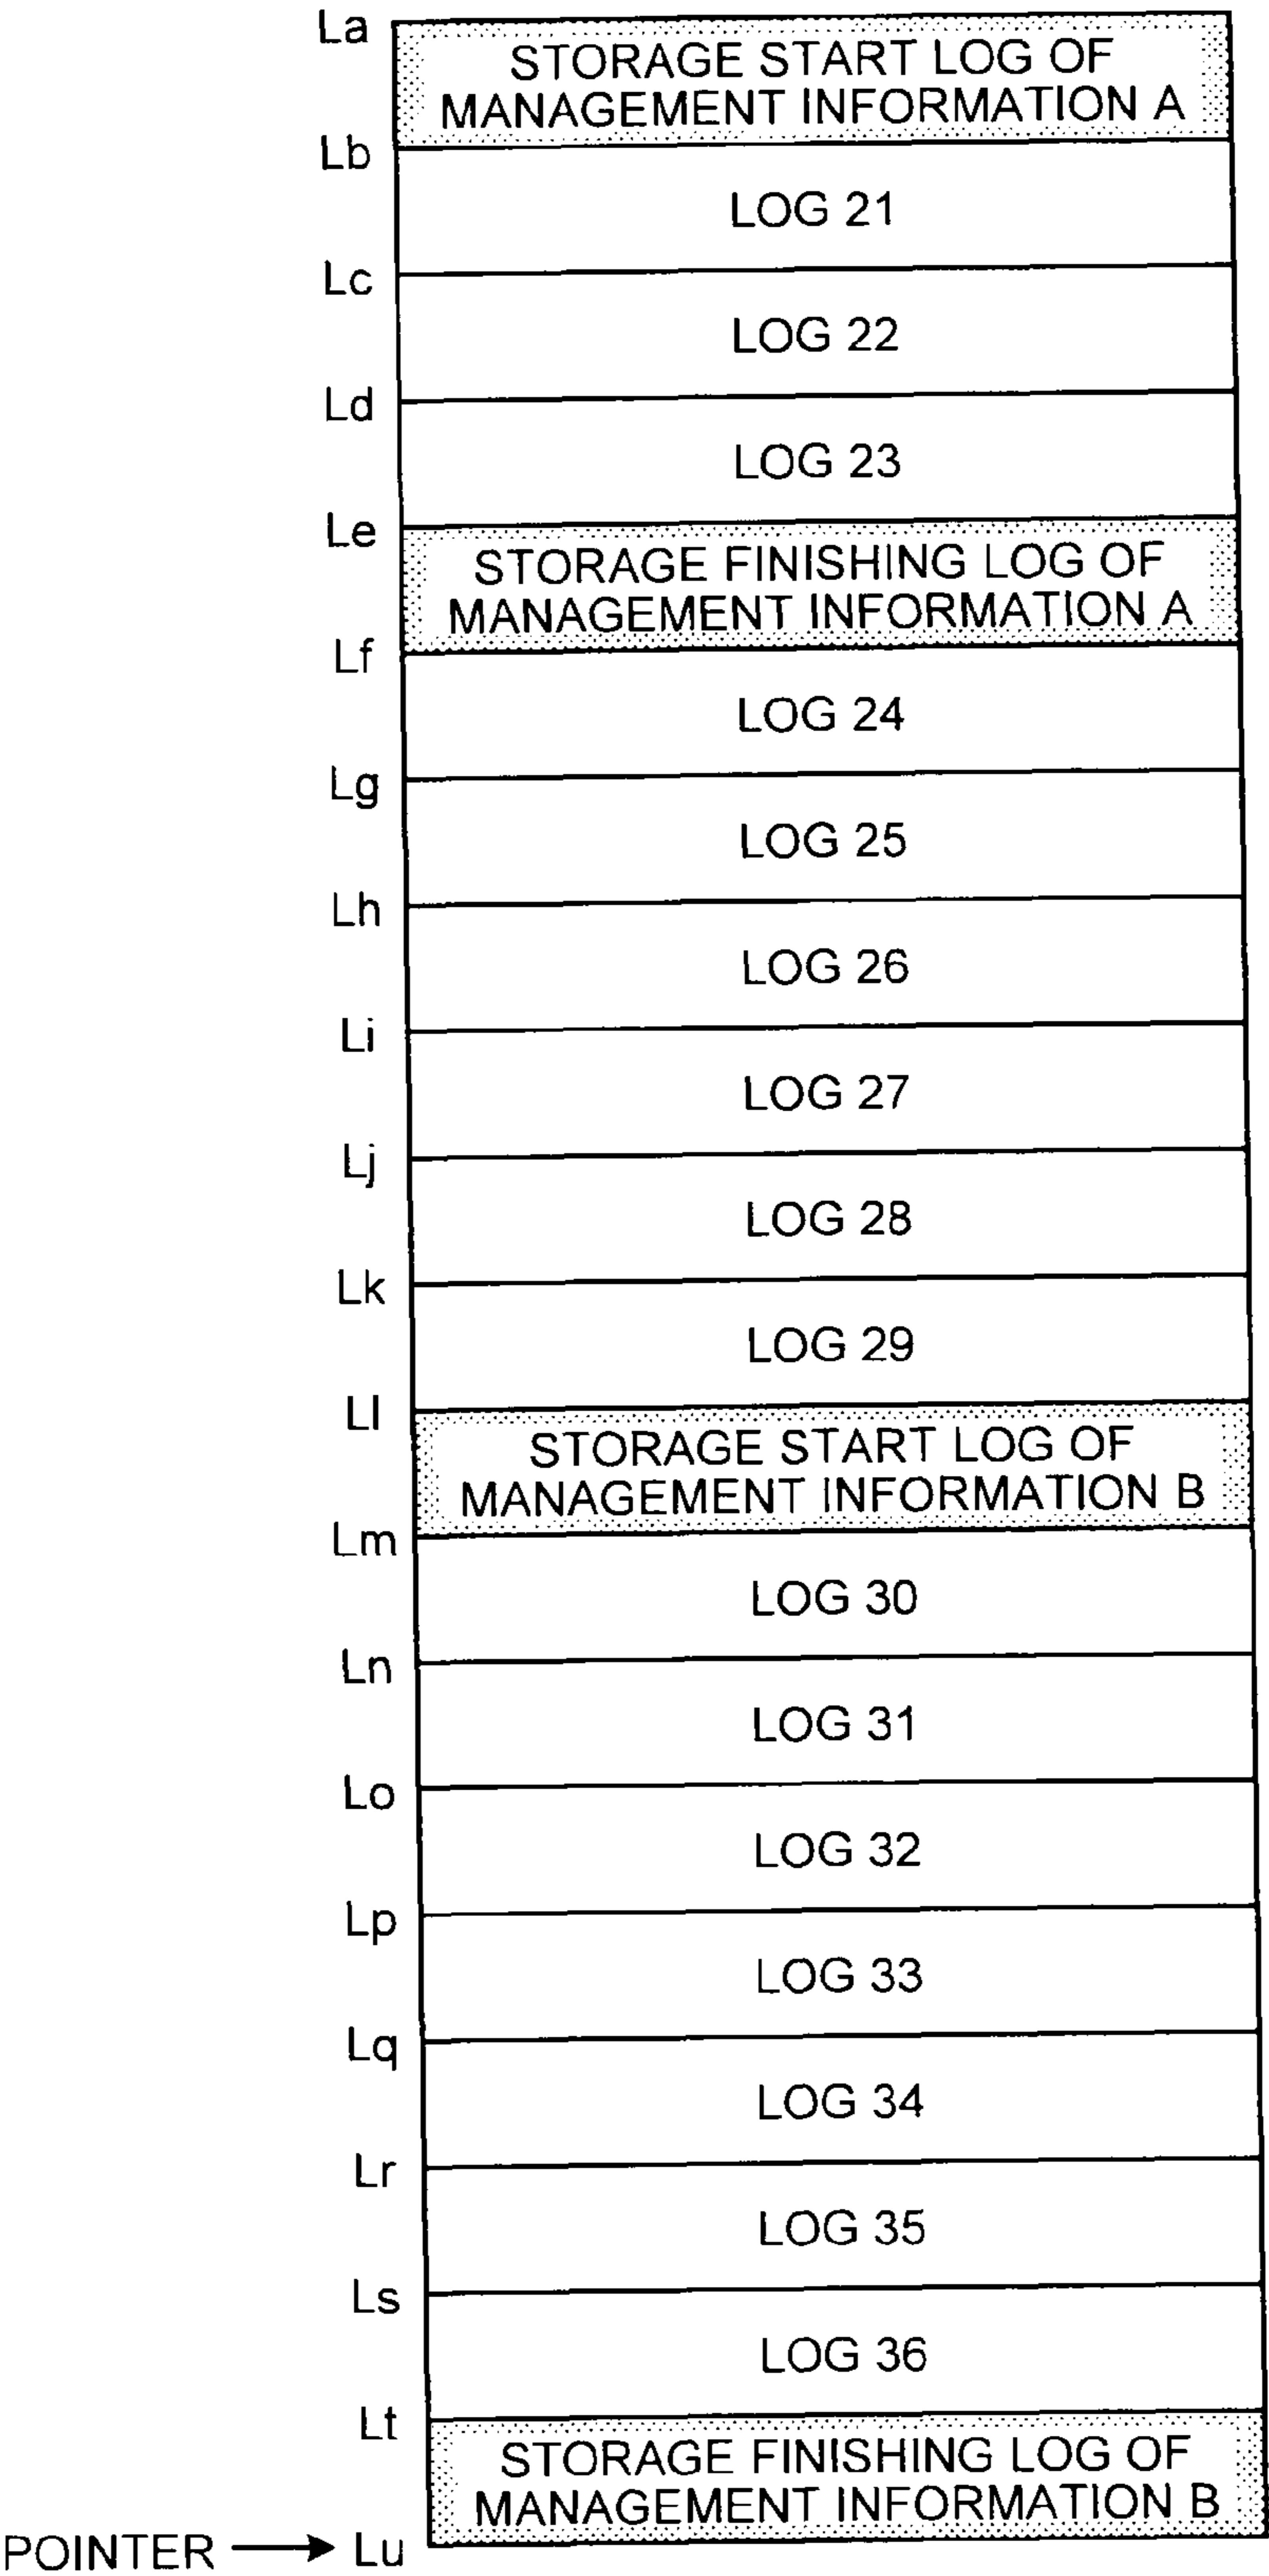 La
STORAGE START LOG OF
MANAGEMENT INFORMATION A
Lb
LOG 21
Lc
LOG 22
Ld
LOG 23
Le
STORAGE FINISHING LOG OF
MANAGEMENT INFORMATION A
Lf
LOG 24
Lg
LOG 25
Lh
LOG 26
Li
LOG 27
Lj
LOG 28
Lk
LOG 29
Ll
STORAGE START LOG OF
MANAGEMENT INFORMATION B
Lm
LOG 30
Ln
LOG 31
Lo
LOG 32
Lp
LOG 33
Lq
LOG 34
Lr
LOG 35
Ls
LOG 36
Lt
STORAGE FINISHING LOG OF
MANAGEMENT INFORMATION B
POINTER → Lu